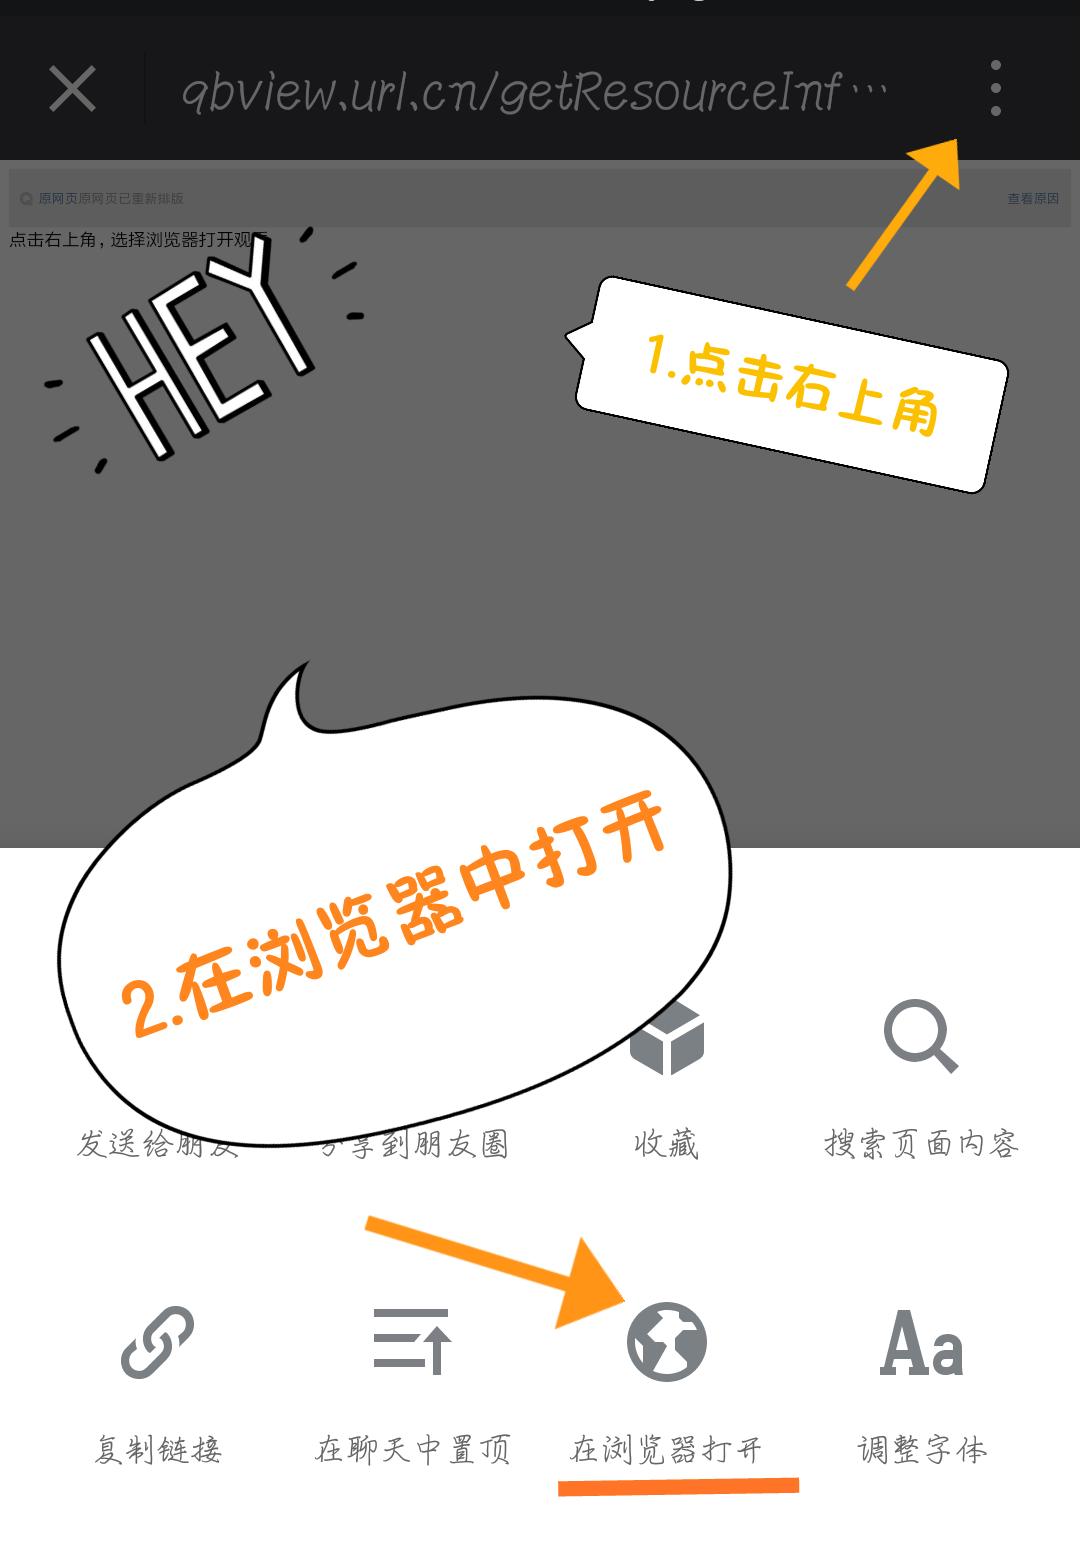 qbview.url.cn/getResourceInf…
原网页原网页已重新排版
查看原因
点击右上角，选择浏览器打开观
HEY
1.点击右上角
2.在浏览器中打开
发送给朋友
分享到朋友圈
收藏
搜索页面内容
复制链接
在聊天中置顶
在浏览器打开
调整字体